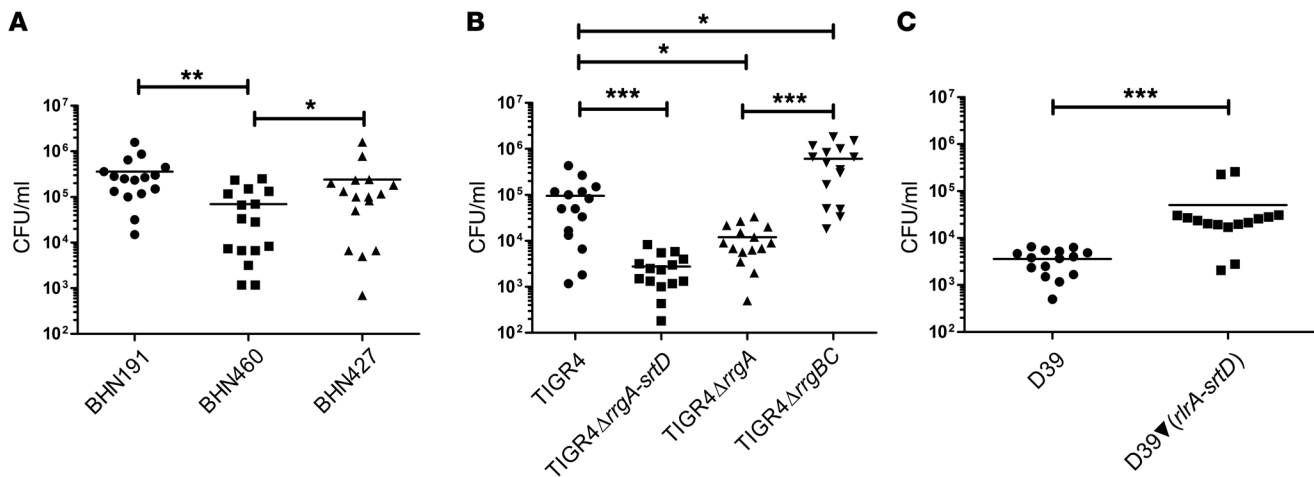 A
B
C
*
*
**
*
***
***
***
CFU/ml
10⁷
10⁶
10⁵
10⁴
10³
10²
BHN191
BHN460
BHN427
CFU/ml
10⁷
10⁶
10⁵
10⁴
10³
10²
TIGR4
TIGR4ΔrrgA-srtD
TIGR4ΔrrgA
TIGR4ΔrrgBC
CFU/ml
10⁷
10⁶
10⁵
10⁴
10³
10²
D39
D39▼(rlrA-srtD)